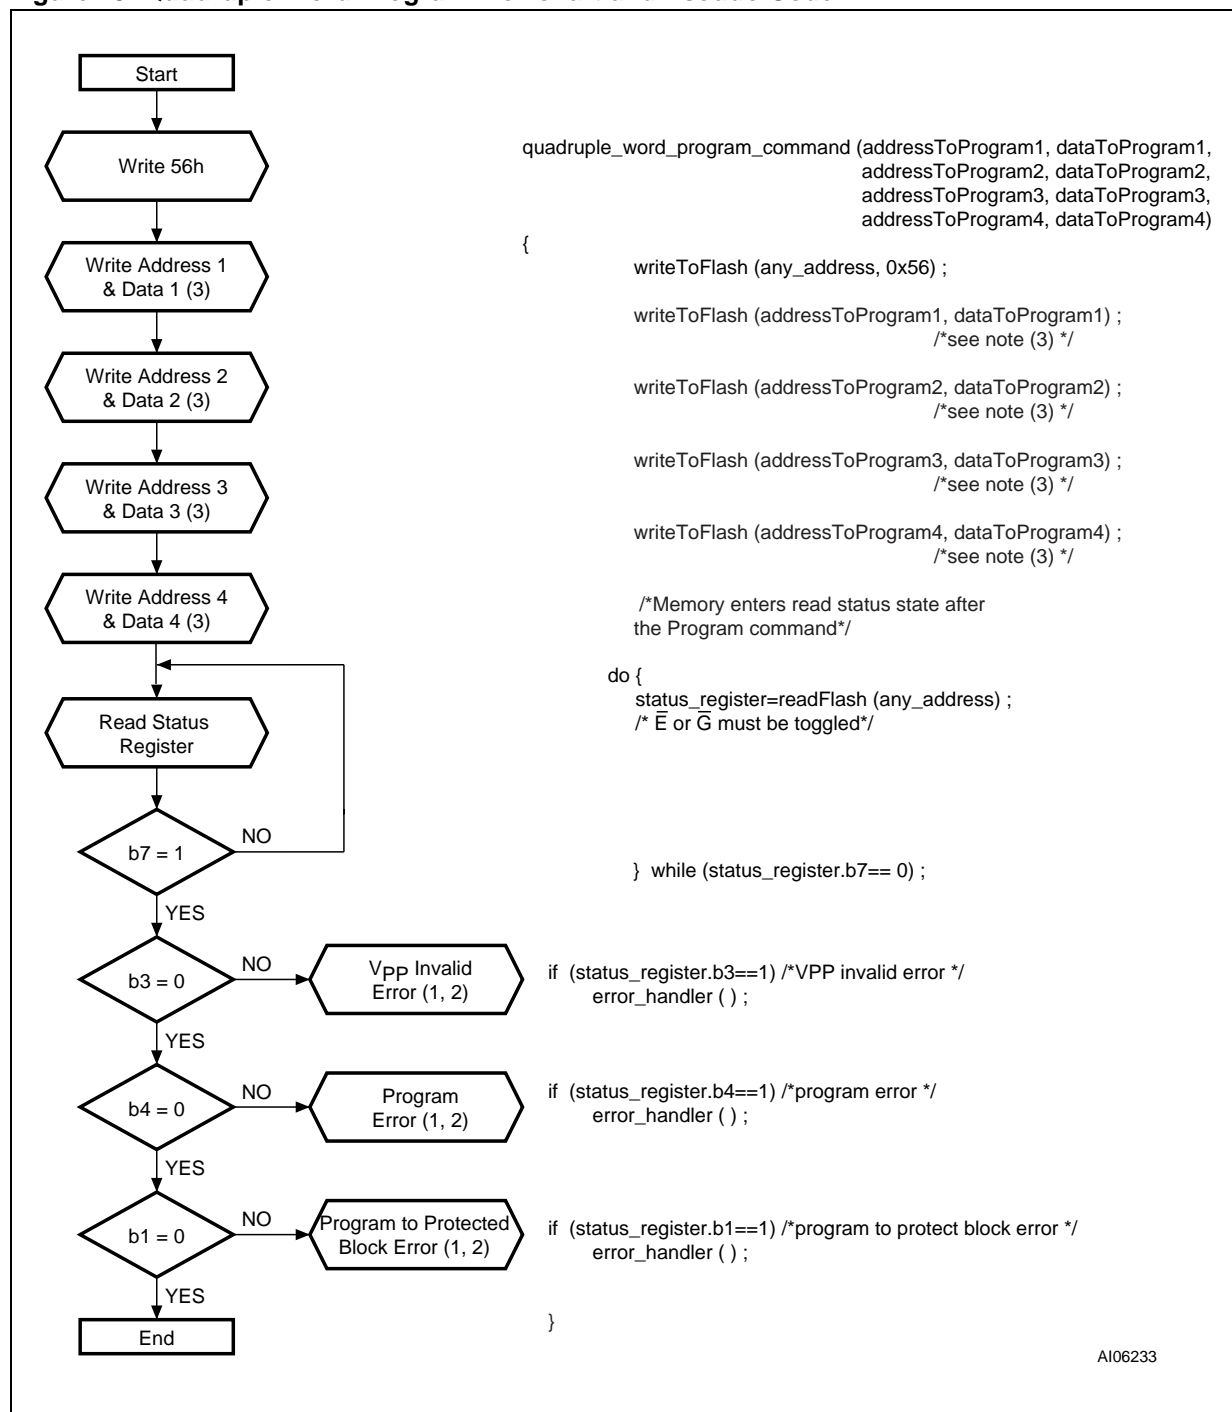 Start
Write 56h
Write Address 1
& Data 1 (3)
Write Address 2
& Data 2 (3)
Write Address 3
& Data 3 (3)
Write Address 4
& Data 4 (3)
Read Status
Register
b7 = 1
NO
YES
b3 = 0
NO
VPP Invalid
Error (1, 2)
YES
b4 = 0
NO
Program
Error (1, 2)
YES
b1 = 0
NO
Program to Protected
Block Error (1, 2)
YES
End
quadruple_word_program_command (addressToProgram1, dataToProgram1,
addressToProgram2, dataToProgram2,
addressToProgram3, dataToProgram3,
addressToProgram4, dataToProgram4)
{
writeToFlash (any_address, 0x56) ;
writeToFlash (addressToProgram1, dataToProgram1) ;
/*see note (3) */
writeToFlash (addressToProgram2, dataToProgram2) ;
/*see note (3) */
writeToFlash (addressToProgram3, dataToProgram3) ;
/*see note (3) */
writeToFlash (addressToProgram4, dataToProgram4) ;
/*see note (3) */
/*Memory enters read status state after
the Program command*/
do {
status_register=readFlash (any_address) ;
/* E̅ or G̅ must be toggled*/
} while (status_register.b7== 0) ;
if (status_register.b3==1) /*VPP invalid error */
error_handler ( ) ;
if (status_register.b4==1) /*program error */
error_handler ( ) ;
if (status_register.b1==1) /*program to protect block error */
error_handler ( ) ;
}
AI06233